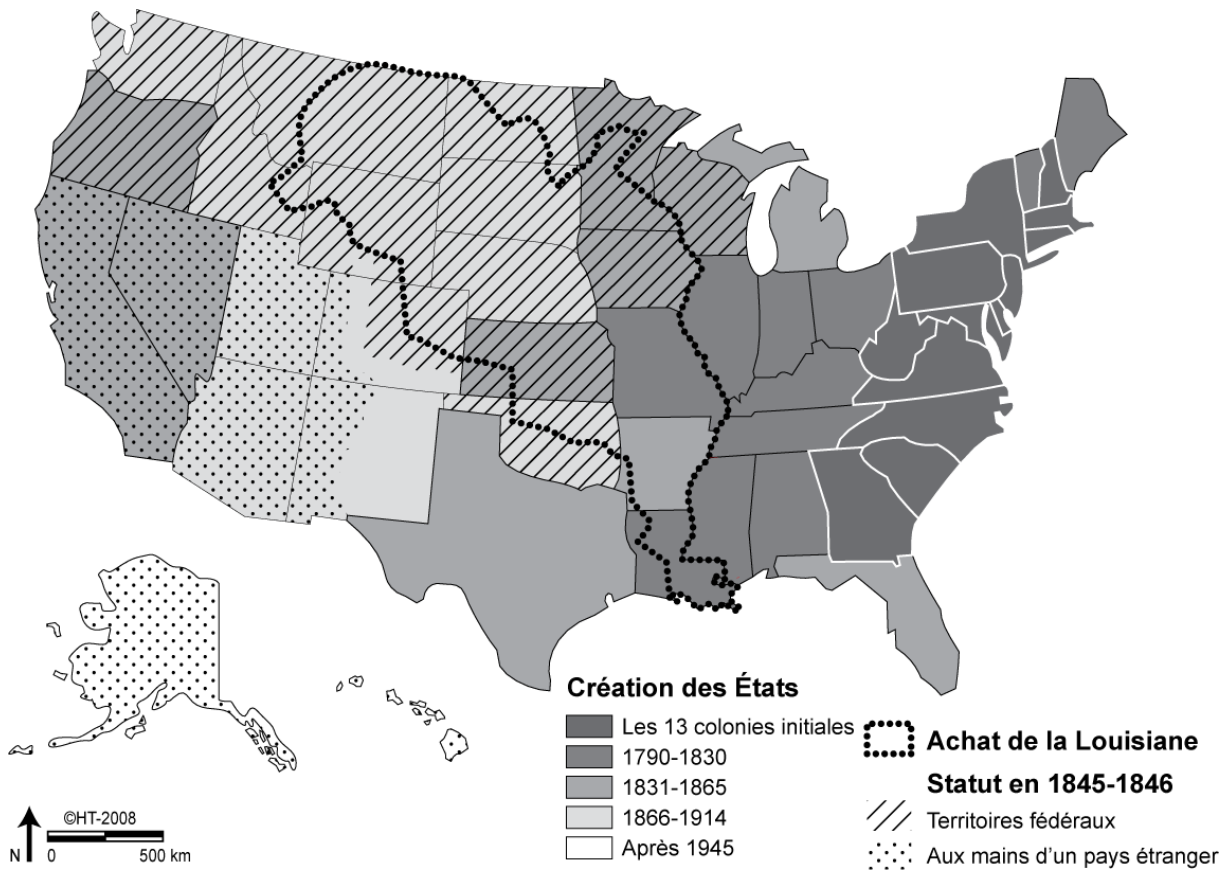 Création des États
Les 13 colonies initiales
1790-1830
1831-1865
1866-1914
Après 1945
Achat de la Louisiane
Statut en 1845-1846
Territoires fédéraux
Aux mains d'un pays étranger
©HT-2008
N 0 500 km